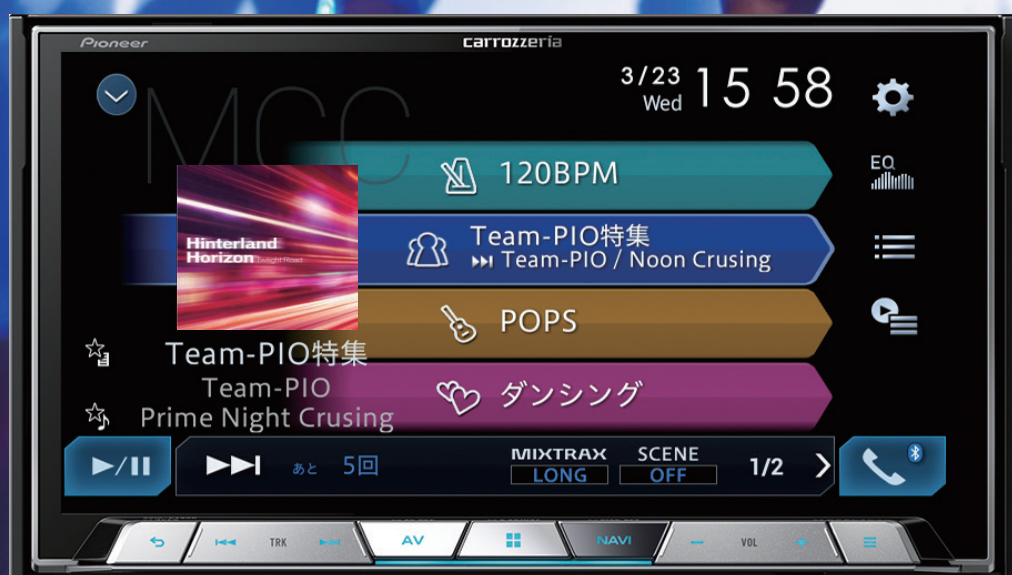 Pioneer
carrozzeria
MCC
3/23
Wed
15 58
120BPM
EQ
Hinterland
Horizon Twilight Road
Team-PIO特集
Team-PIO / Noon Crusing
POPS
Team-PIO特集
Team-PIO
Prime Night Crusing
ダンシング
あと 5回
MIXTRAX
LONG
SCENE
OFF
1/2
TRK
AV
NAVI
VOL